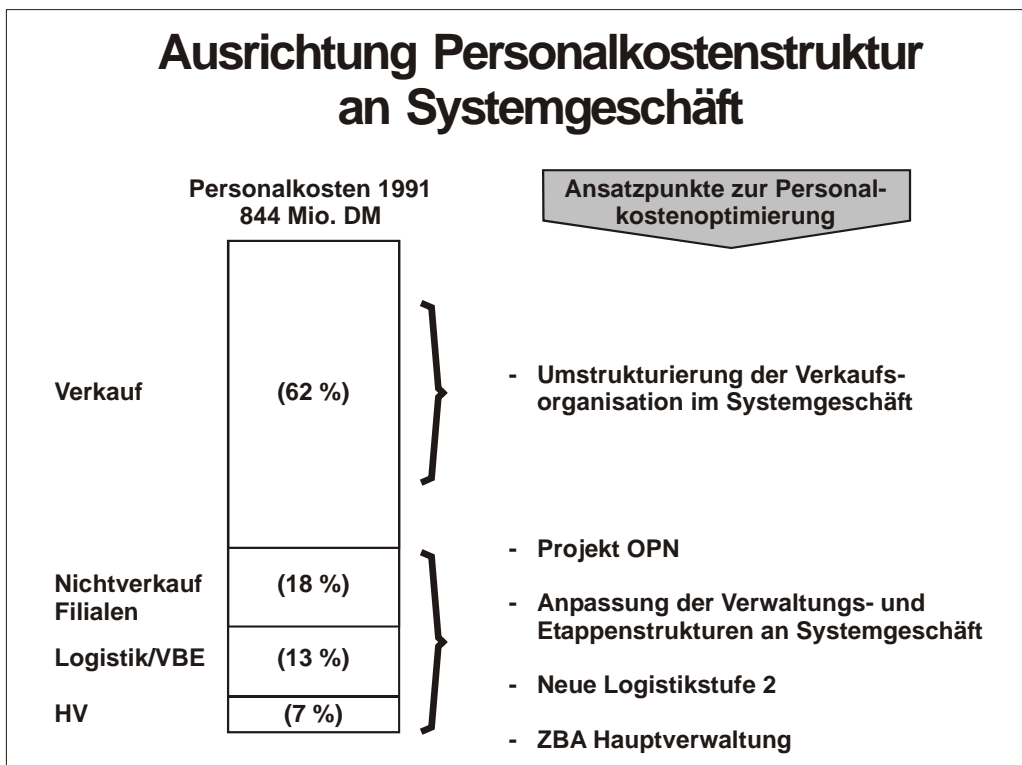 Ausrichtung Personalkostenstruktur
an Systemgeschäft
Personalkosten 1991
844 Mio. DM
Ansatzpunkte zur Personal-
kostenoptimierung
Verkauf
(62 %)
- Umstrukturierung der Verkaufs-
organisation im Systemgeschäft
Nichtverkauf
Filialen
(18 %)
Logistik/VBE
(13 %)
HV
(7 %)
- Projekt OPN
- Anpassung der Verwaltungs- und
Etappenstrukturen an Systemgeschäft
- Neue Logistikstufe 2
- ZBA Hauptverwaltung